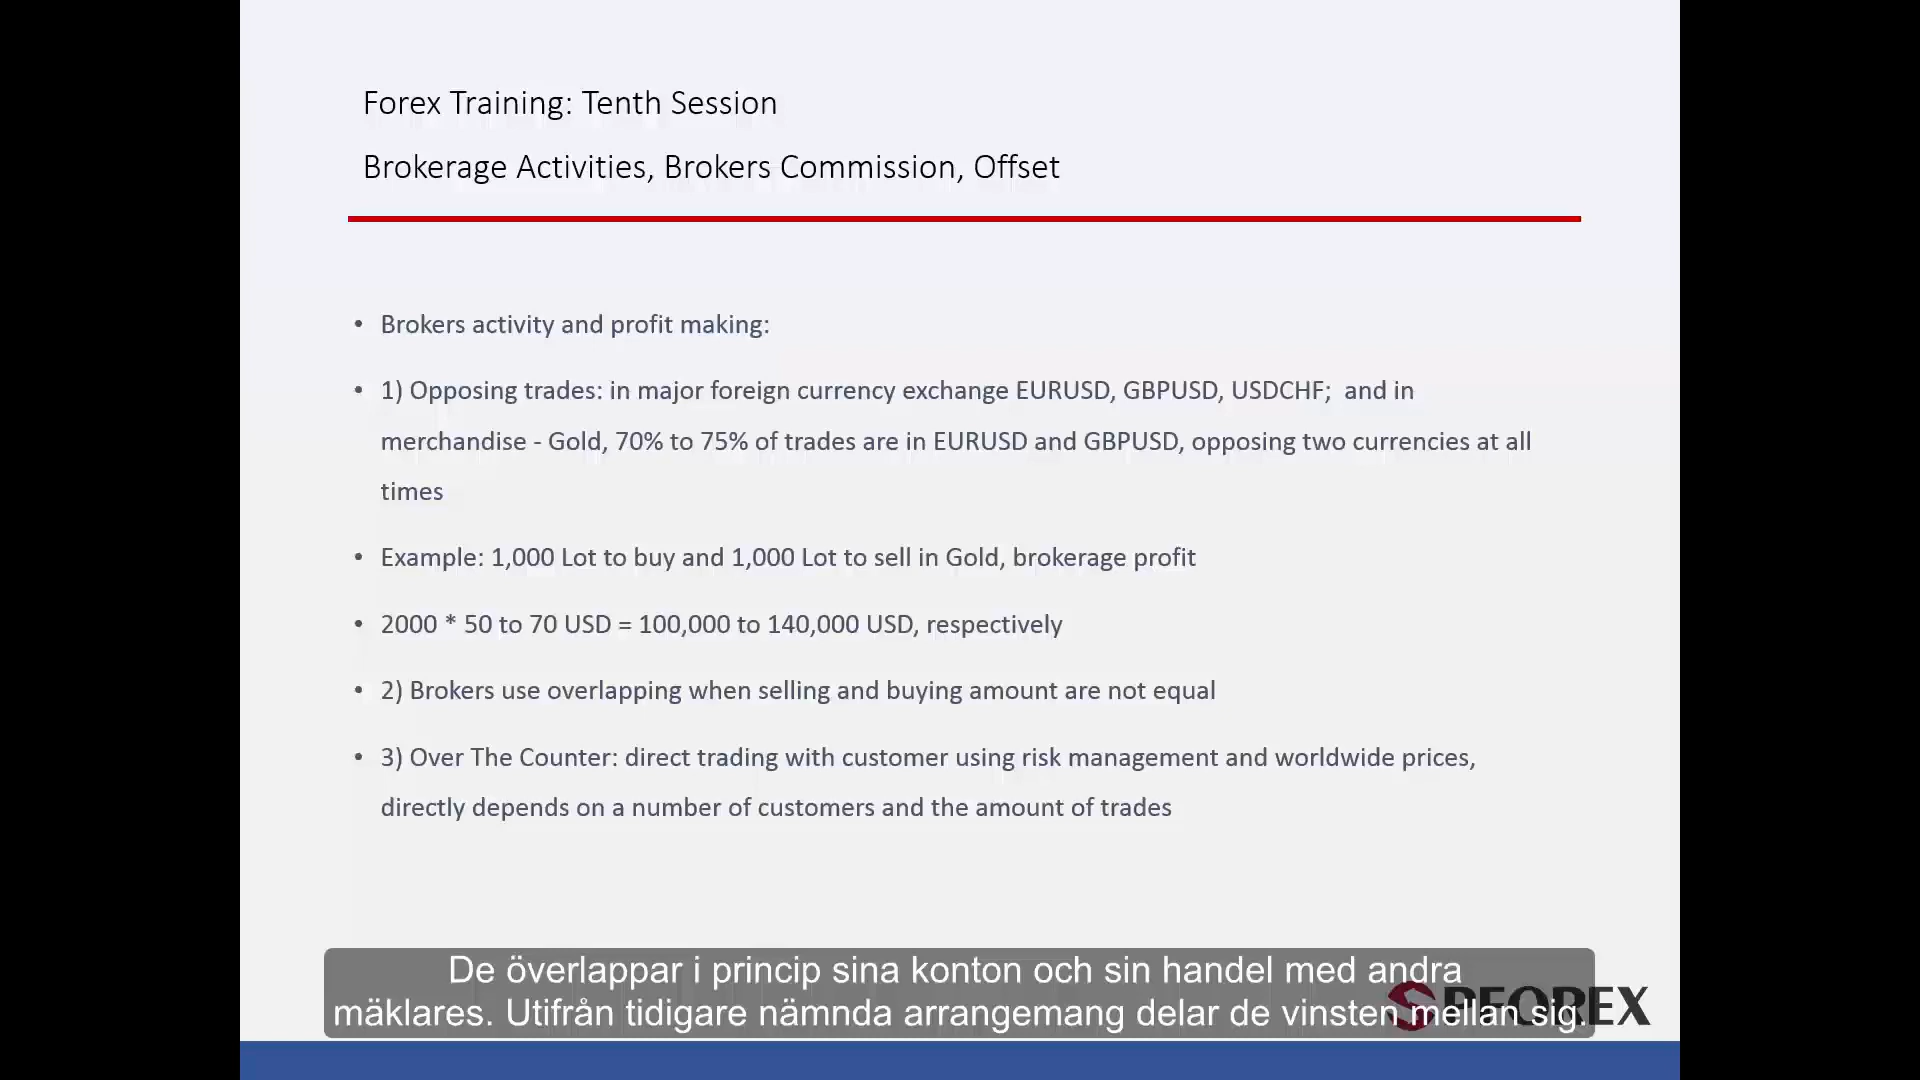 Forex Training: Tenth Session
Brokerage Activities, Brokers Commission, Offset
• Brokers activity and profit making:
• 1) Opposing trades: in major foreign currency exchange EURUSD, GBPUSD, USDCHF;  and in
merchandise - Gold, 70% to 75% of trades are in EURUSD and GBPUSD, opposing two currencies at all
times
• Example: 1,000 Lot to buy and 1,000 Lot to sell in Gold, brokerage profit
• 2000 * 50 to 70 USD = 100,000 to 140,000 USD, respectively
• 2) Brokers use overlapping when selling and buying amount are not equal
• 3) Over The Counter: direct trading with customer using risk management and worldwide prices,
directly depends on a number of customers and the amount of trades
De överlappar i princip sina konton och sin handel med andra
mäklares. Utifrån tidigare nämnda arrangemang delar de vinsten mellan sig.
PFOREX